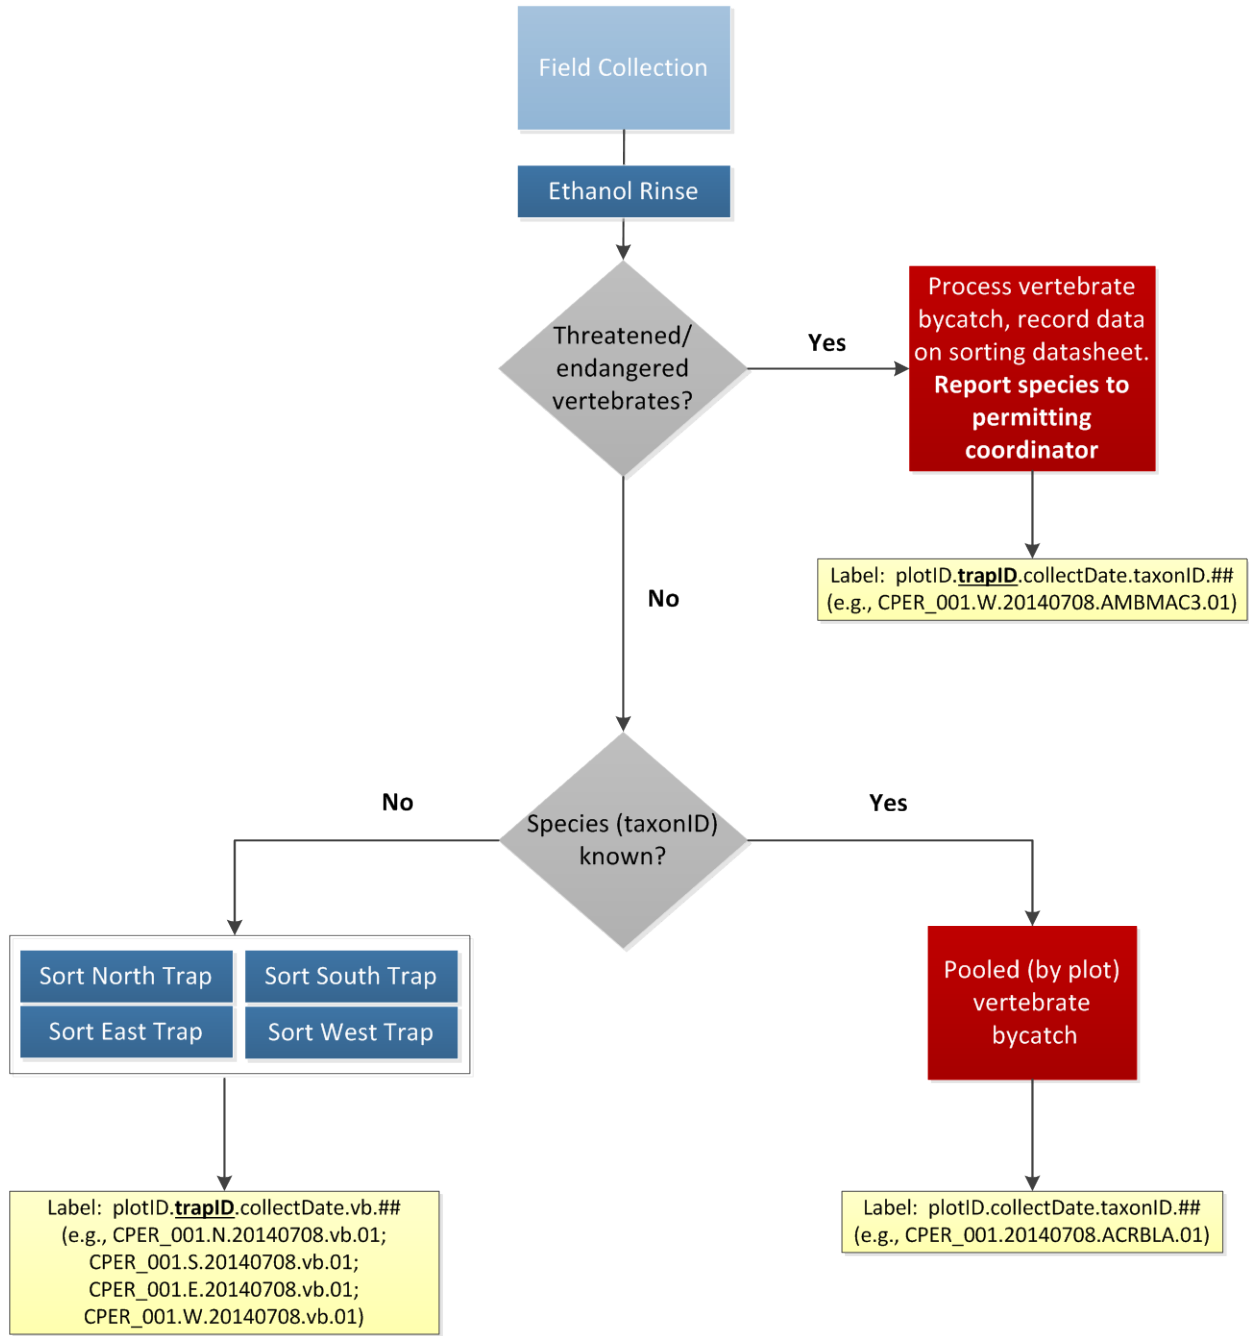 Field Collection
Ethanol Rinse
Threatened/
endangered
vertebrates?
Yes
Process vertebrate
bycatch, record data
on sorting datasheet.
Report species to
permitting
coordinator
Label:  plotID.trapID.collectDate.taxonID.##
(e.g., CPER_001.W.20140708.AMBMAC3.01)
No
Species (taxonID)
known?
No
Yes
Sort North Trap
Sort South Trap
Sort East Trap
Sort West Trap
Pooled (by plot)
vertebrate
bycatch
Label:  plotID.trapID.collectDate.vb.##
(e.g., CPER_001.N.20140708.vb.01;
CPER_001.S.20140708.vb.01;
CPER_001.E.20140708.vb.01;
CPER_001.W.20140708.vb.01)
Label:  plotID.collectDate.taxonID.##
(e.g., CPER_001.20140708.ACRBLA.01)